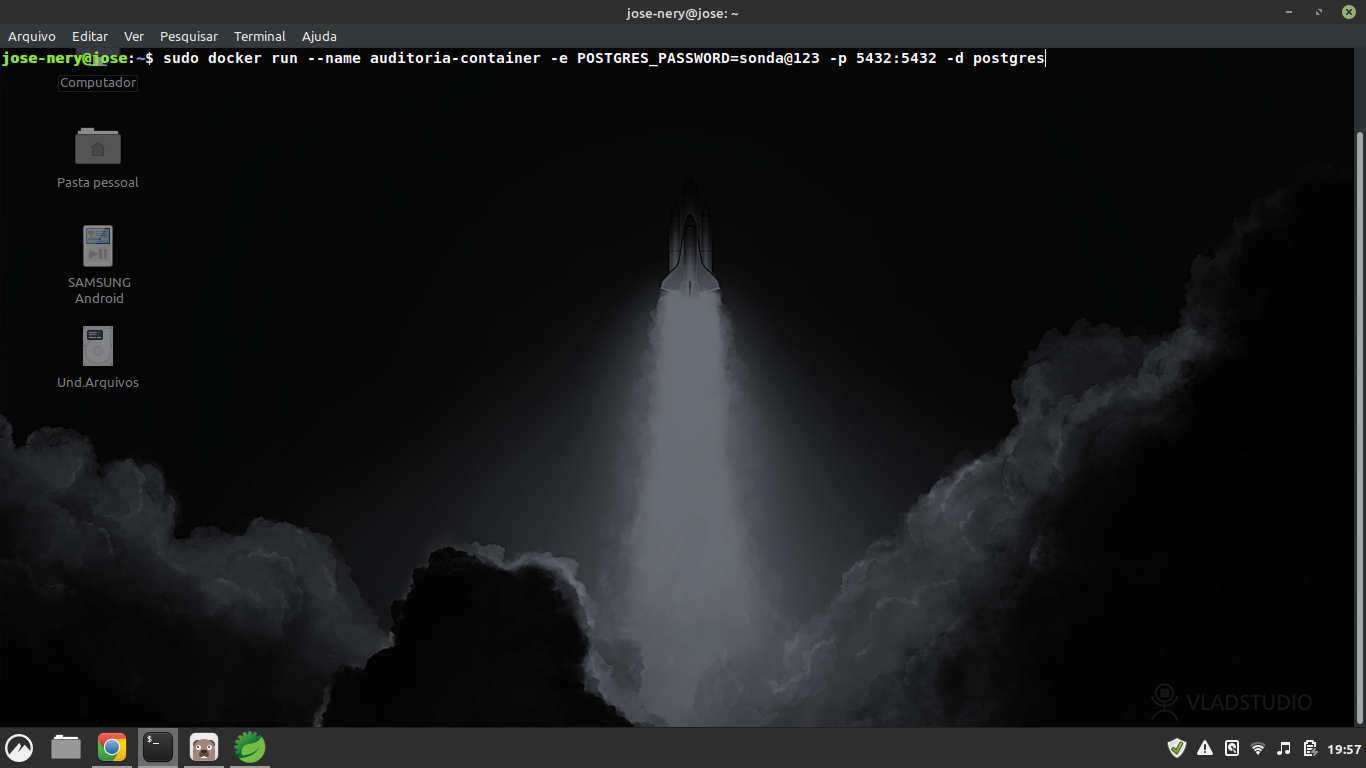 jose-nery@jose: ~
Arquivo Editar Ver Pesquisar Terminal Ajuda
jose-nery@jose:~$ sudo docker run --name auditoria-container -e POSTGRES_PASSWORD=sonda@123 -p 5432:5432 -d postgres
Computador
Pasta pessoal
SAMSUNG
Android
Und.Arquivos
VLADSTUDIO
$_
19:57